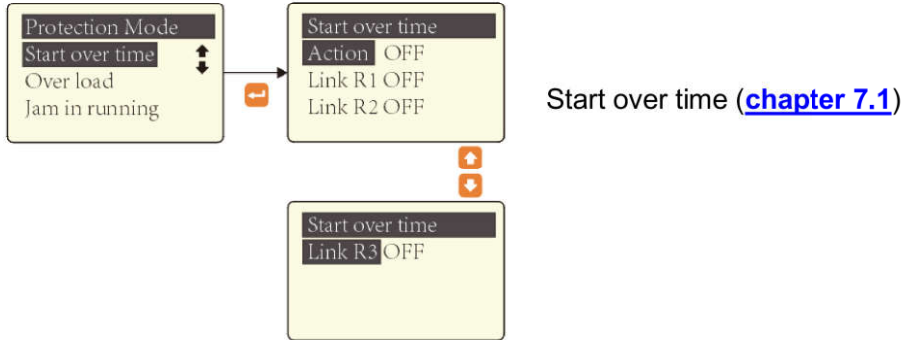 Protection Mode
Start over time
Over load
Jam in running
Start over time
Action OFF
Link R1 OFF
Link R2 OFF
Start over time (chapter 7.1)
Start over time
Link R3 OFF